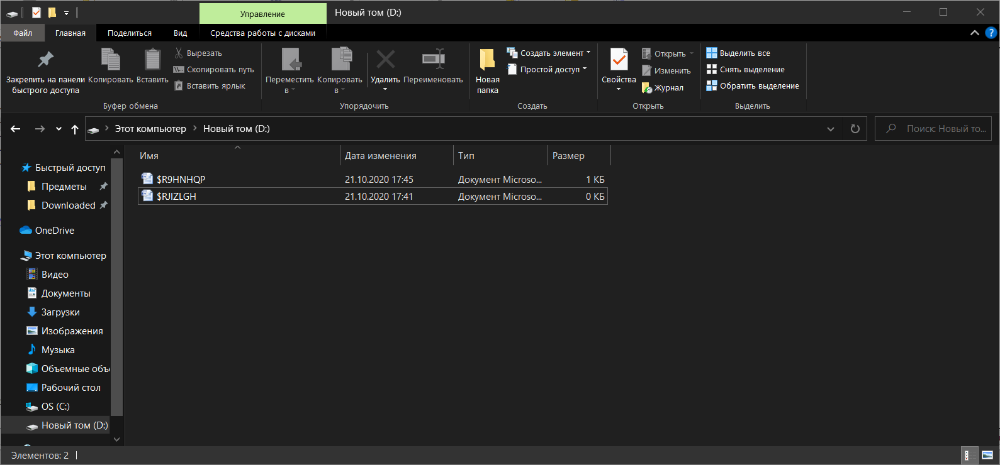 Управление
Новый том (D:)
Файл
Главная
Поделиться
Вид
Средства работы с дисками
Закрепить на панели
быстрого доступа
Копировать
Вставить
Вырезать
Скопировать путь
Вставить ярлык
Буфер обмена
Переместить
в
Копировать
в
Удалить
Переименовать
Упорядочить
Новая
папка
Создать элемент
Простой доступ
Создать
Свойства
Открыть
Изменить
Журнал
Открыть
Выделить все
Снять выделение
Обратить выделение
Выделить
Этот компьютер
Новый том (D:)
Поиск: Новый то...
Имя
Дата изменения
Тип
Размер
$R9HNHQP 21.10.2020 17:45 Документ Microso... 1 КБ
$RJIZLGH 21.10.2020 17:41 Документ Microso... 0 КБ
Быстрый доступ
Предметы
Downloaded
OneDrive
Этот компьютер
Видео
Документы
Загрузки
Изображения
Музыка
Объемные объ
Рабочий стол
OS (C:)
Новый том (D:)
Элементов: 2